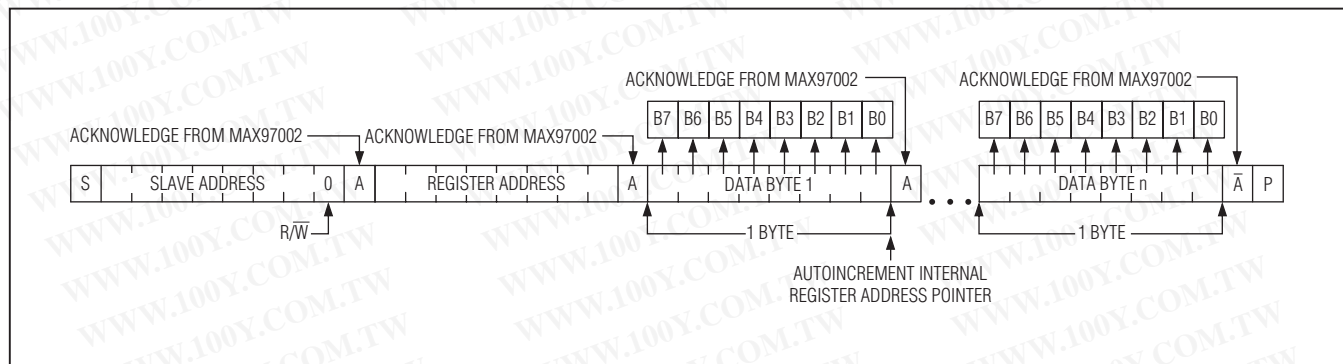 ACKNOWLEDGE FROM MAX97002
ACKNOWLEDGE FROM MAX97002
B7 B6 B5 B4 B3 B2 B1 B0
B7 B6 B5 B4 B3 B2 B1 B0
ACKNOWLEDGE FROM MAX97002
ACKNOWLEDGE FROM MAX97002
S SLAVE ADDRESS 0 A REGISTER ADDRESS A DATA BYTE 1 A ••• DATA BYTE n A̅ P
R/W̅
1 BYTE
1 BYTE
AUTOINCREMENT INTERNAL
REGISTER ADDRESS POINTER
WWW.100Y.COM.TW